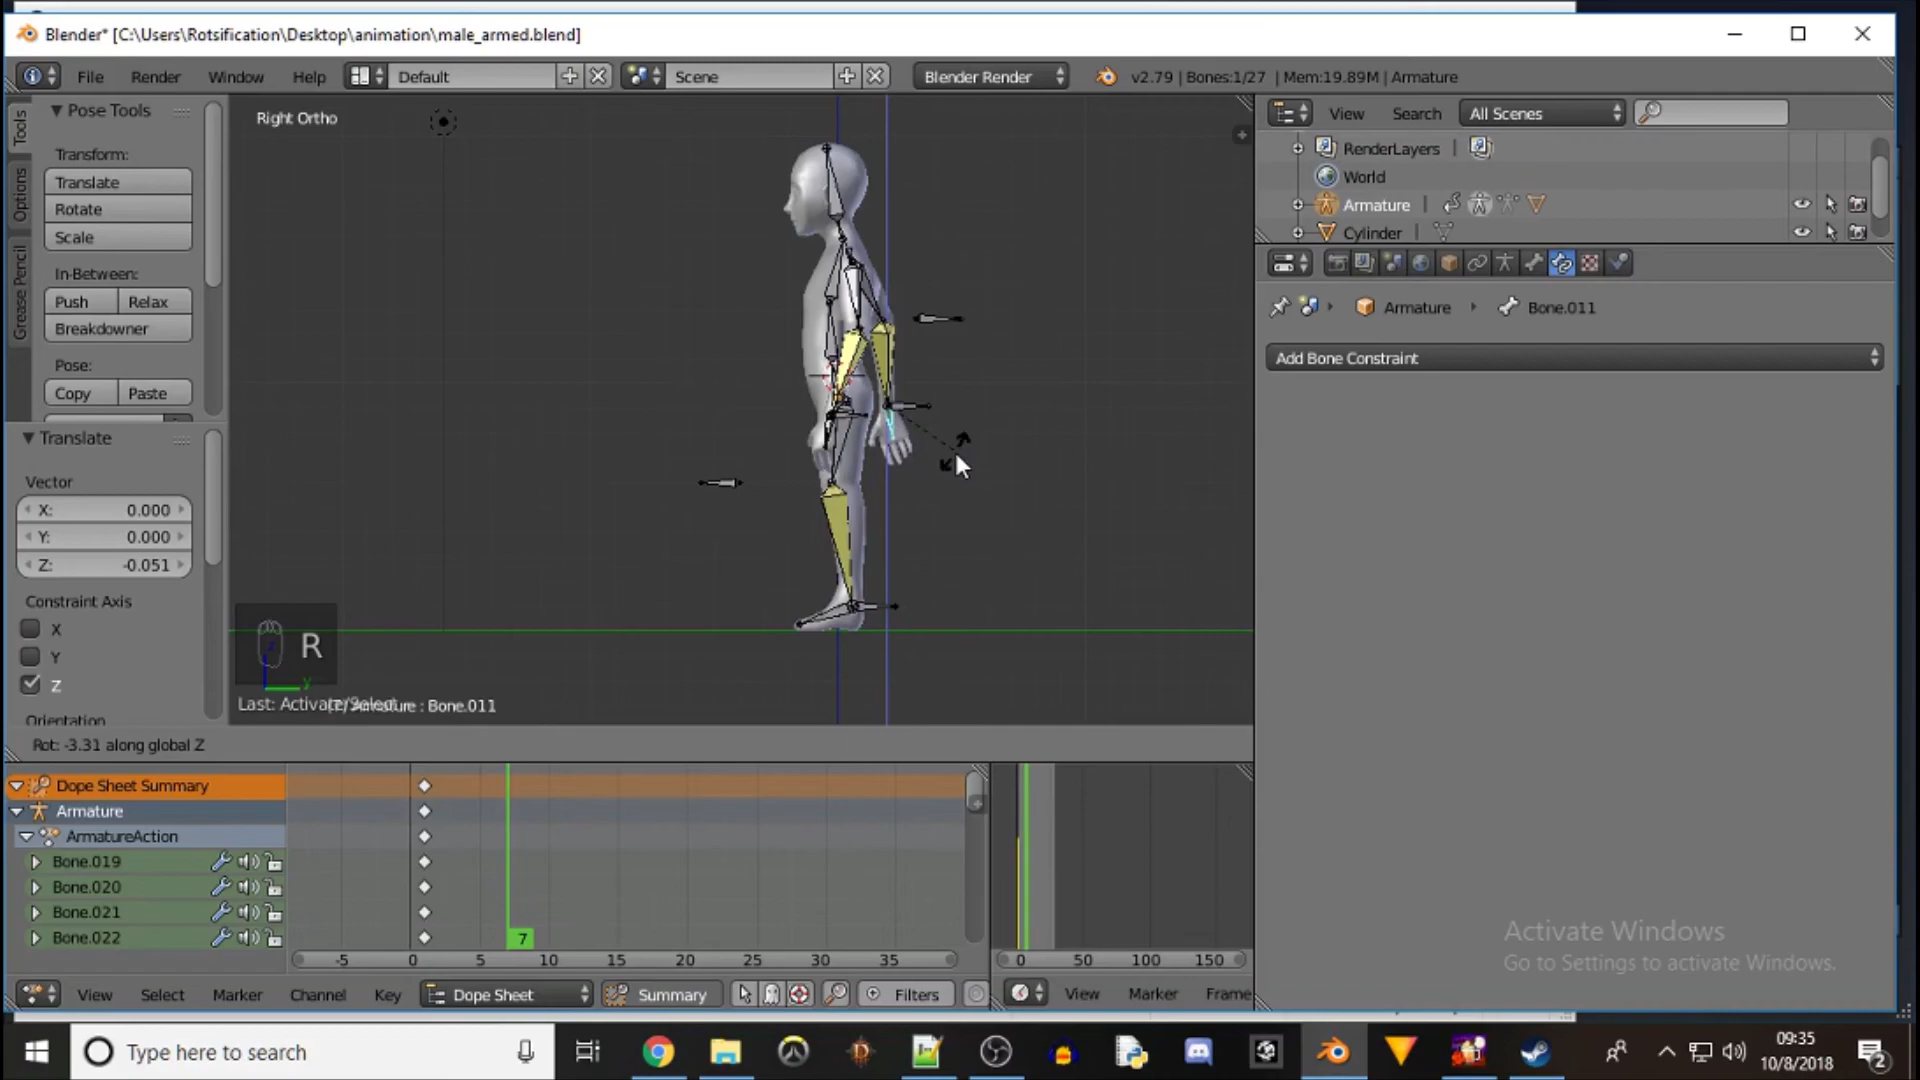 Blender* [C:\Users\Rotsification\Desktop\animation\male_armed.blend]
File Render Window Help Default Scene Blender Render v2.79 | Bones:1/27 | Mem:19.89M | Armature
Tools
Options
Grease Pencil
Pose Tools
Transform:
Translate
Rotate
Scale
In-Between:
Push Relax
Breakdowner
Pose:
Copy Paste
Translate
Vector
X: 0.000
Y: 0.000
Z: -0.051
Constraint Axis
X
Y
Z
Orientation
Right Ortho
R
z
y
Rot: -3.31 along global Z
View Search All Scenes
RenderLayers
World
Armature
Cylinder
Armature Bone.011
Add Bone Constraint
Dope Sheet Summary
Armature
ArmatureAction
Bone.019
Bone.020
Bone.021
Bone.022
7
-5 0 5 10 15 20 25 30 35
0 50 100 150
View Select Marker Channel Key Dope Sheet Summary Filters
View Marker Frame
Activate Windows
Go to Settings to activate Windows.
Type here to search
09:35
10/8/2018
2